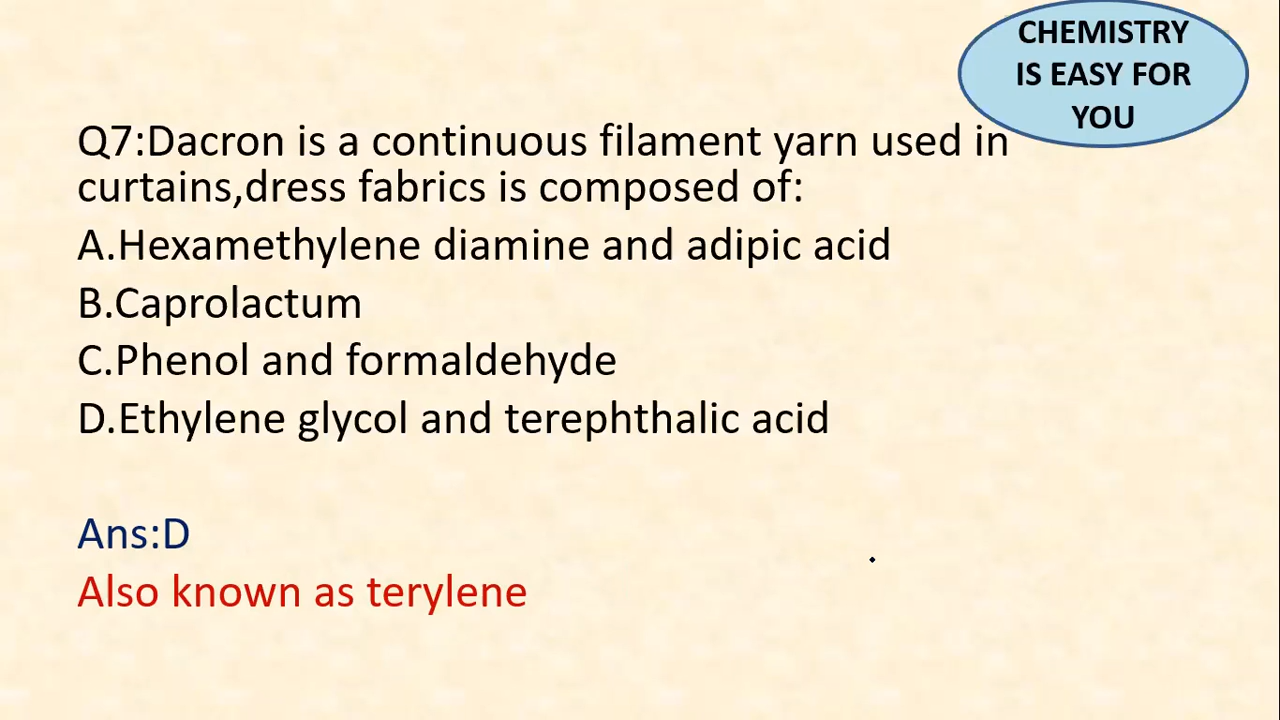 CHEMISTRY
IS EASY FOR
YOU
Q7:Dacron is a continuous filament yarn used in
curtains,dress fabrics is composed of:
A.Hexamethylene diamine and adipic acid
B.Caprolactum
C.Phenol and formaldehyde
D.Ethylene glycol and terephthalic acid
Ans:D
Also known as terylene